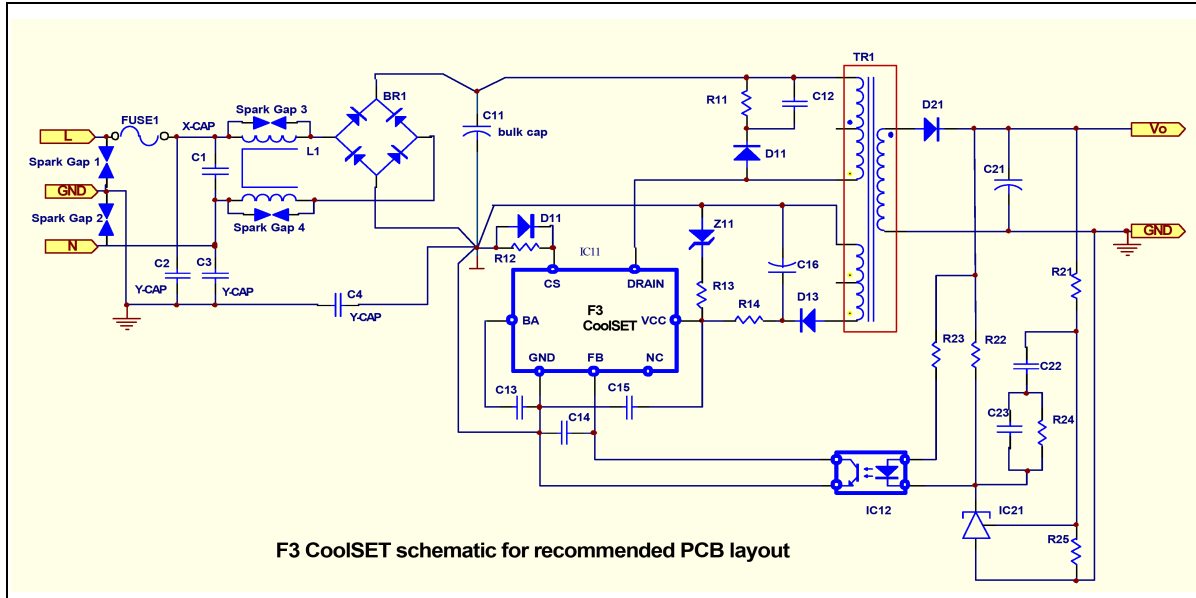 TR1
BR1
Spark Gap 3
R11
C12
D21
C11
bulk cap
FUSE1
X-CAP
L
Vo
L1
Spark Gap 1
C1
D11
C21
GND
Spark Gap 2
Spark Gap 4
D11
Z11
GND
N
R12
IC11
C2
C3
C16
R21
CS
DRAIN
Y-CAP
Y-CAP
C4
R13
Y-CAP
F3
CoolSET
R14
D13
BA
VCC
R23
R22
GND
FB
NC
C22
C13
C15
C23
R24
C14
IC12
IC21
R25
F3 CoolSET schematic for recommended PCB layout